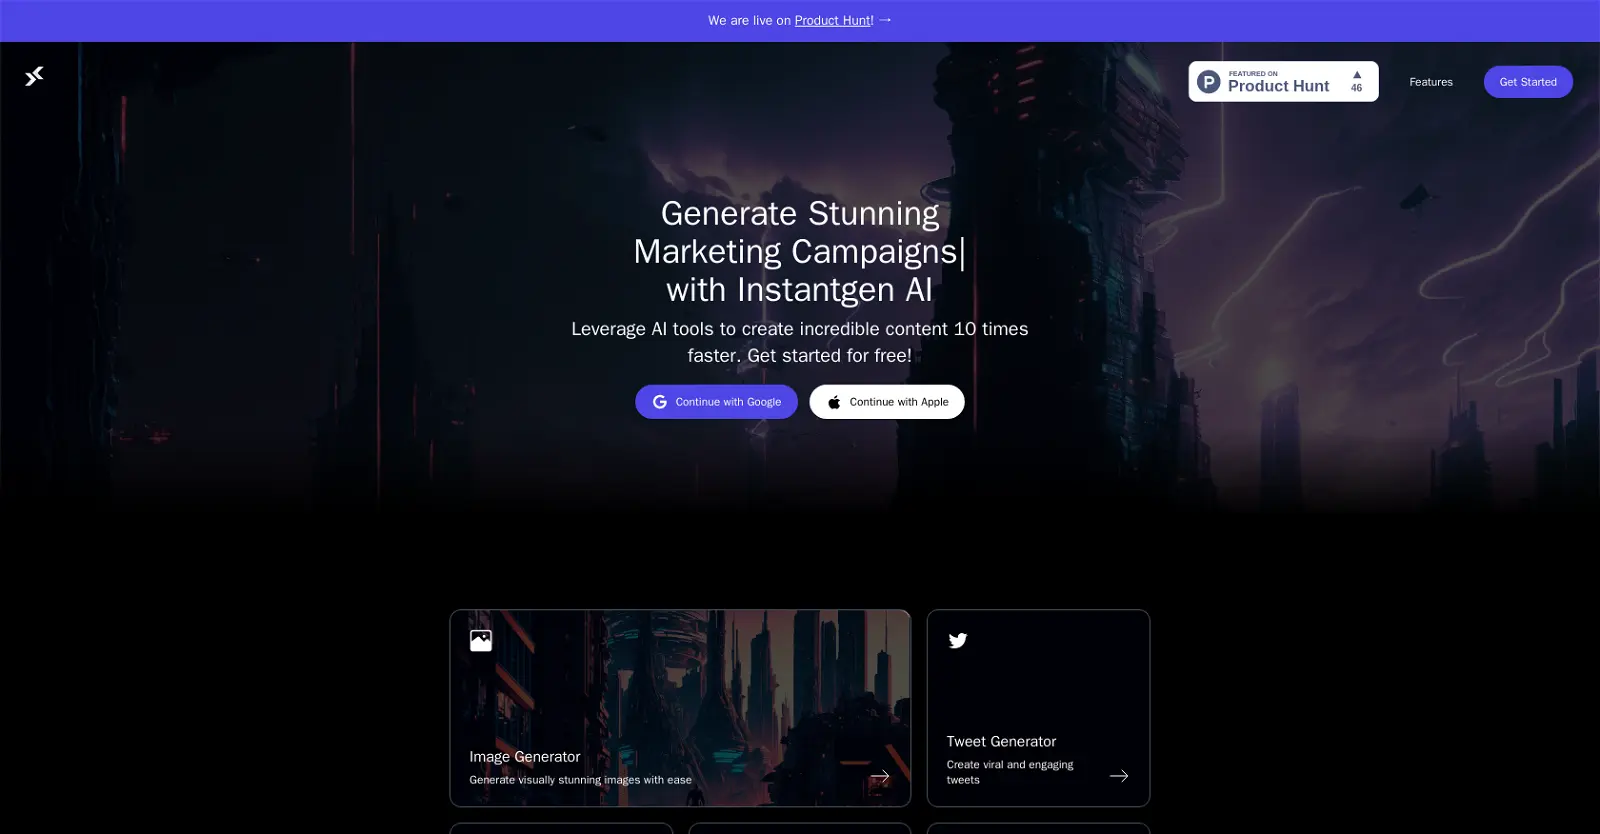 We are live on Product Hunt! →
FEATURED ON
Product Hunt
▲
46
Features
Get Started
Generate Stunning
Marketing Campaigns|
with Instantgen AI
Leverage AI tools to create incredible content 10 times
faster. Get started for free!
Continue with Google
Continue with Apple
Image Generator
Generate visually stunning images with ease
Tweet Generator
Create viral and engaging
tweets